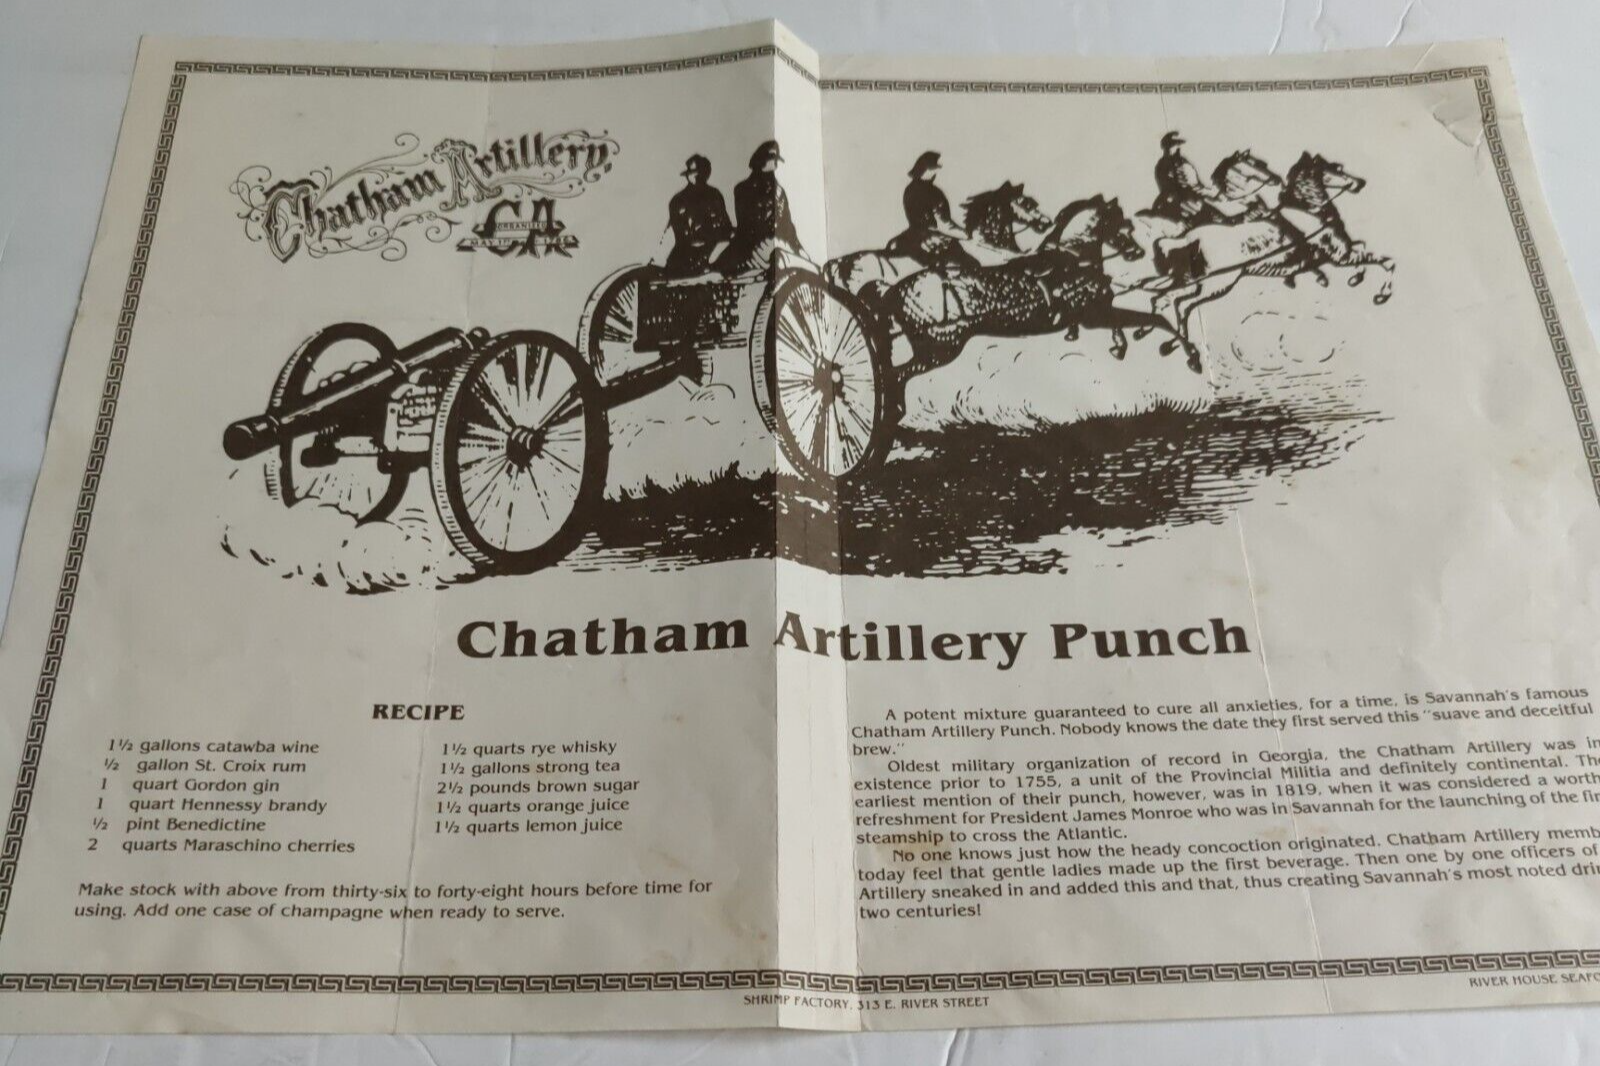 Chatham Artillery.
CA
ORGANIZED
MAY 1st
Chatham Artillery Punch
RECIPE
1½ gallons catawba wine
½ gallon St. Croix rum
1 quart Gordon gin
1 quart Hennessy brandy
½ pint Benedictine
2 quarts Maraschino cherries
1½ quarts rye whisky
1½ gallons strong tea
2½ pounds brown sugar
1½ quarts orange juice
1½ quarts lemon juice
Make stock with above from thirty-six to forty-eight hours before time for
using. Add one case of champagne when ready to serve.
A potent mixture guaranteed to cure all anxieties, for a time, is Savannah's famous
Chatham Artillery Punch. Nobody knows the date they first served this "suave and deceitful
brew."
Oldest military organization of record in Georgia, the Chatham Artillery was in
existence prior to 1755, a unit of the Provincial Militia and definitely continental. The
earliest mention of their punch, however, was in 1819, when it was considered a worth
refreshment for President James Monroe who was in Savannah for the launching of the fir
steamship to cross the Atlantic.
No one knows just how the heady concoction originated. Chatham Artillery memb
today feel that gentle ladies made up the first beverage. Then one by one officers of
Artillery sneaked in and added this and that, thus creating Savannah's most noted drin
two centuries!
SHRIMP FACTORY, 313 E. RIVER STREET
RIVER HOUSE SEAFO